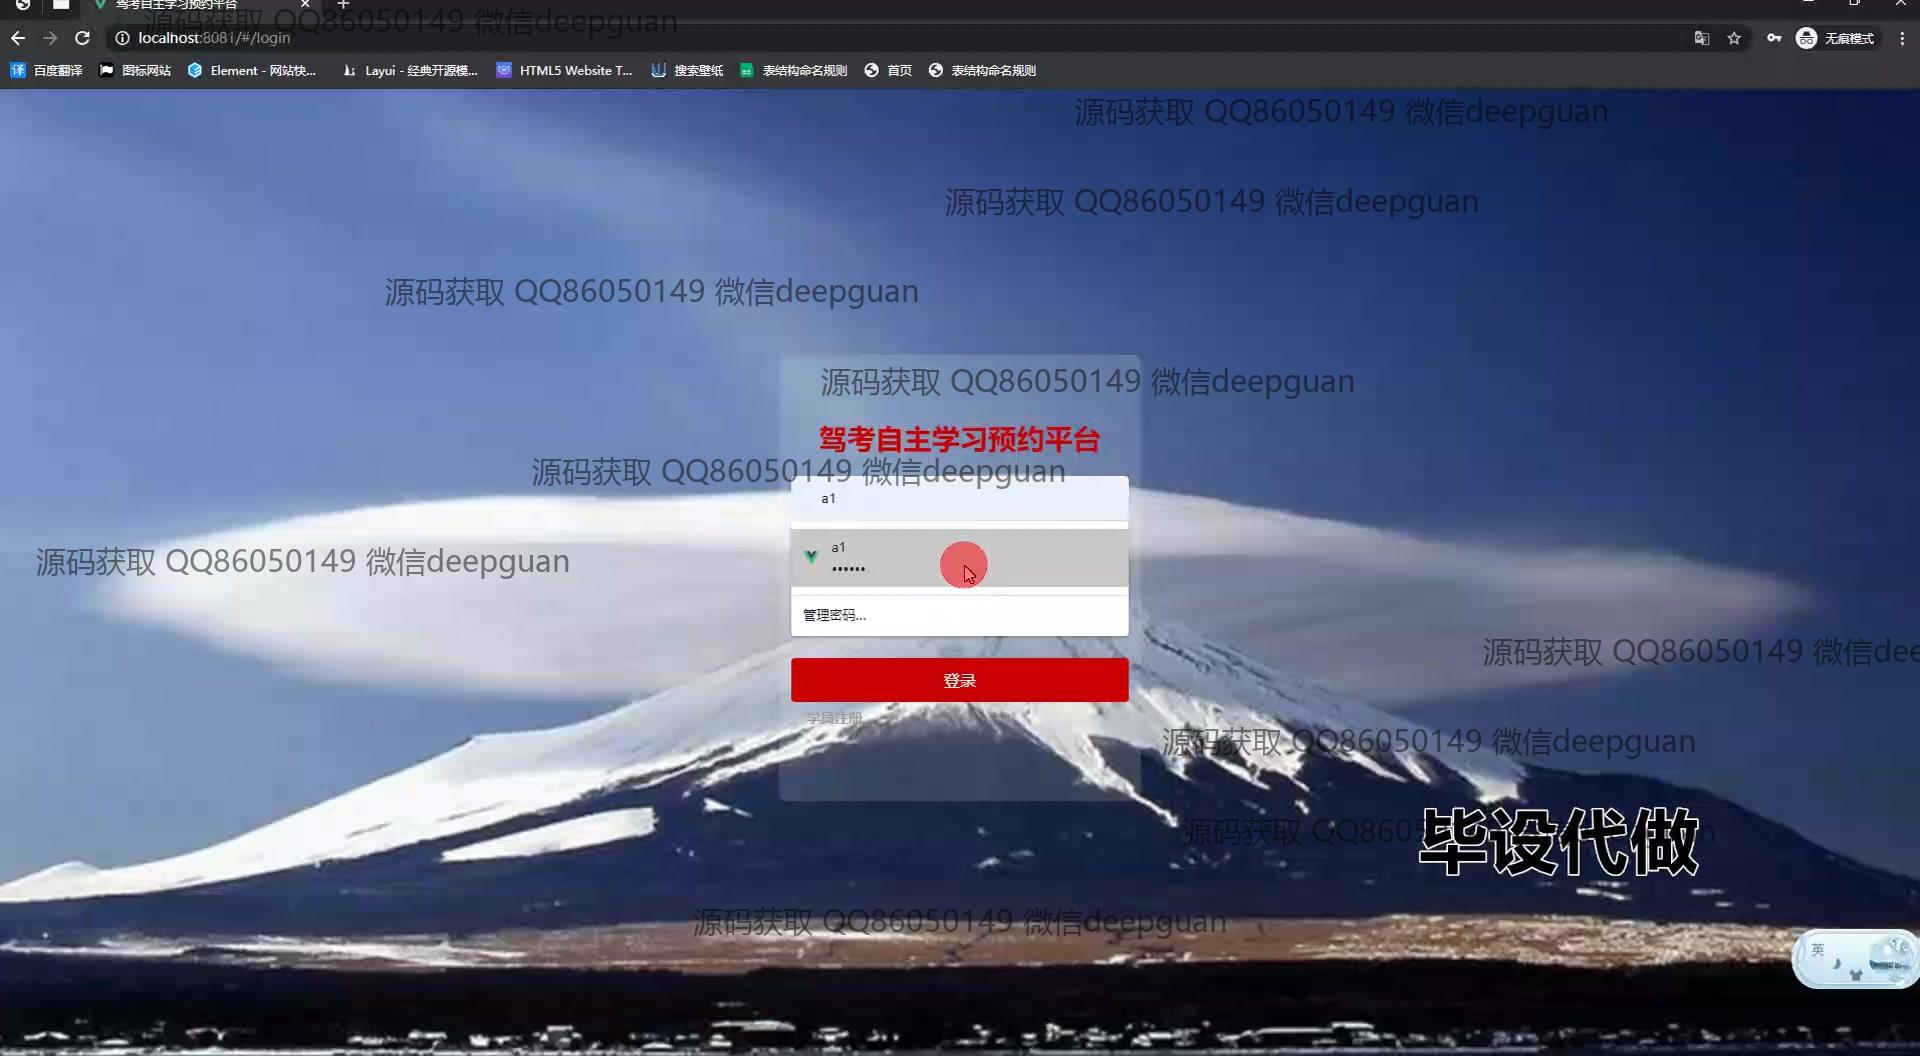 驾考自主学习预约平台
源码获取 QQ86050149 微信deepguan
localhost:8081/#/login
无痕模式
百度翻译
图标网站
Element - 网站快...
Layui - 经典开源模...
HTML5 Website T...
搜索壁纸
表结构命名规则
首页
表结构命名规则
源码获取 QQ86050149 微信deepguan
源码获取 QQ86050149 微信deepguan
源码获取 QQ86050149 微信deepguan
源码获取 QQ86050149 微信deepguan
驾考自主学习预约平台
源码获取 QQ86050149 微信deepguan
a1
a1
••••••
源码获取 QQ86050149 微信deepguan
管理密码...
源码获取 QQ86050149 微信dee
登录
学员注册
源码获取 QQ86050149 微信deepguan
源码获取 QQ8605
毕设代做
源码获取 QQ86050149 微信deepguan
英